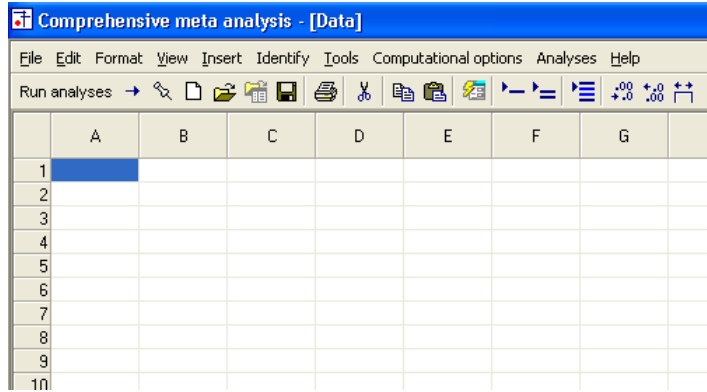 Comprehensive meta analysis - [Data]
File Edit Format View Insert Identify Tools Computational options Analyses Help
Run analyses
A B C D E F G
1
2
3
4
5
6
7
8
9
10